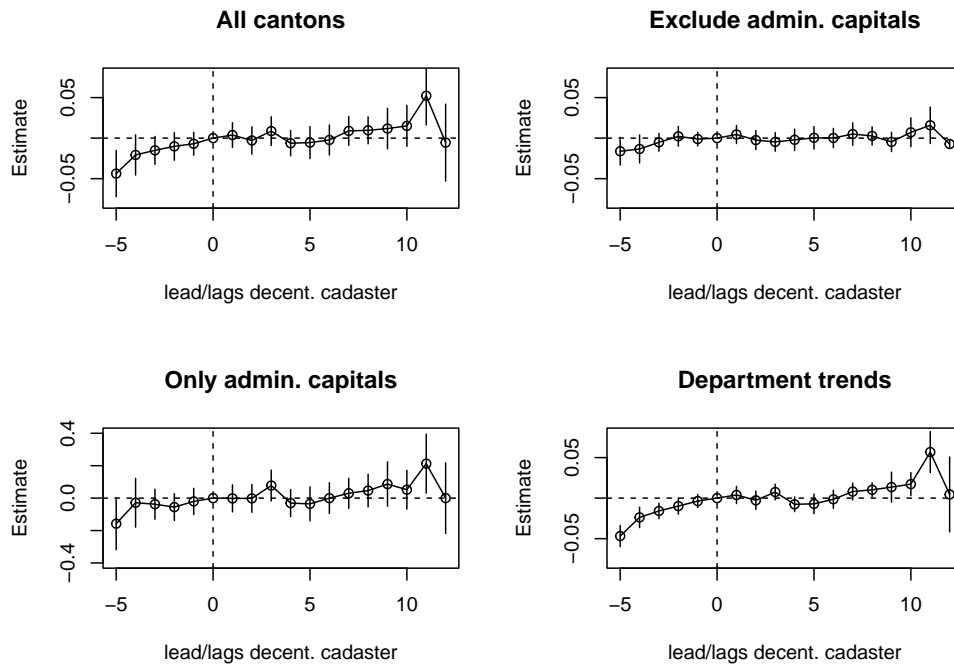 All cantons
Estimate
0.05
−0.05
−5 0 5 10
lead/lags decent. cadaster
Exclude admin. capitals
Estimate
0.05
−0.05
−5 0 5 10
lead/lags decent. cadaster
Only admin. capitals
Estimate
0.4
0.0
−0.4
−5 0 5 10
lead/lags decent. cadaster
Department trends
Estimate
0.05
−0.05
−5 0 5 10
lead/lags decent. cadaster